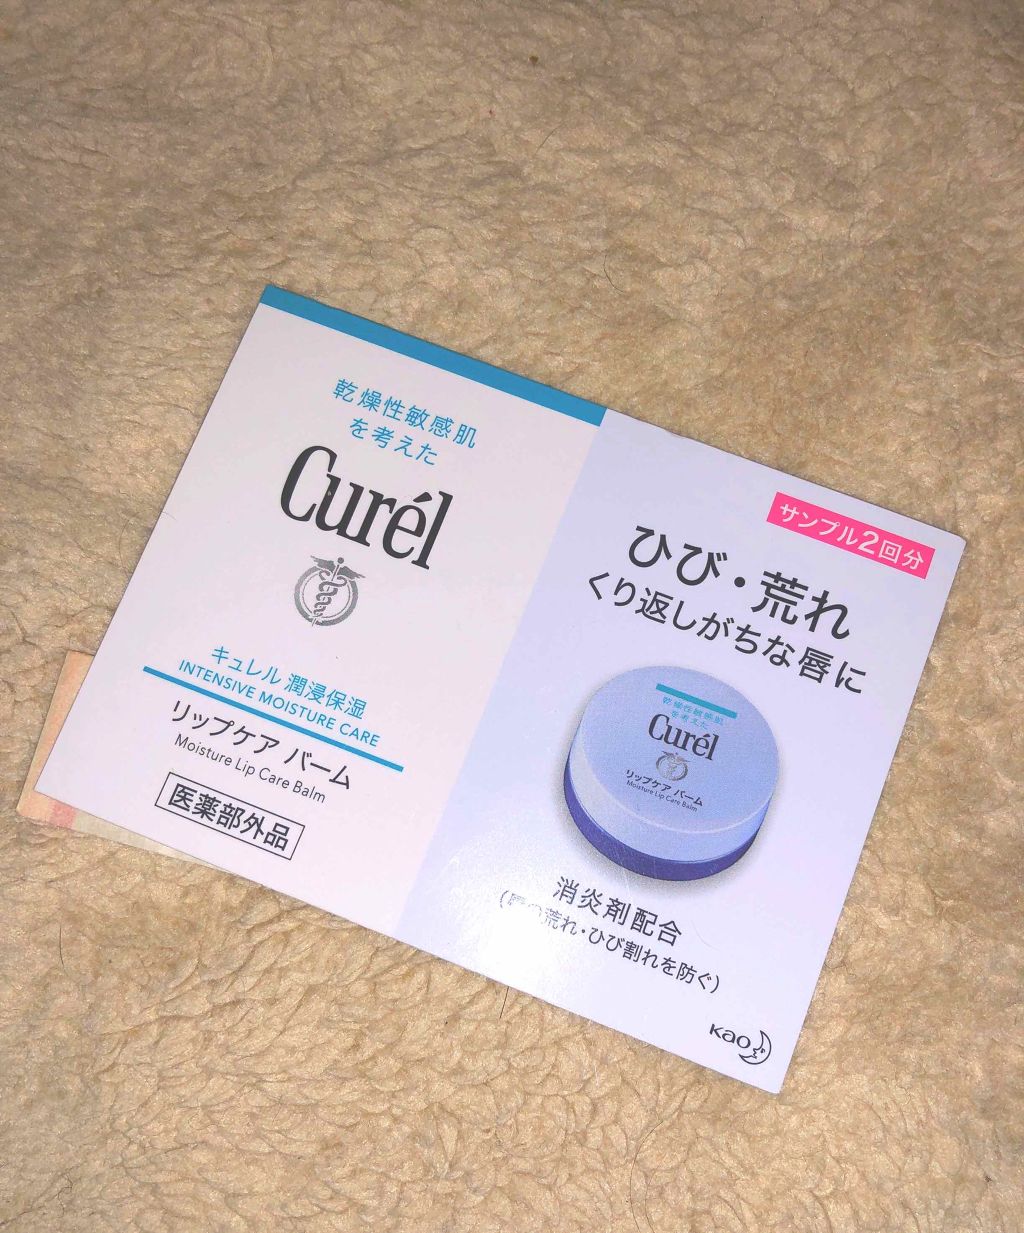 乾燥性敏感肌
を考えた
Curél
キュレル 潤浸保湿
INTENSIVE MOISTURE CARE
リップケア バーム
Moisture Lip Care Balm
医薬部外品
サンプル2回分
ひび・荒れ
くり返しがちな唇に
乾燥性敏感肌
を考えた
Curél
リップケア バーム
Moisture Lip Care Balm
消炎剤配合
荒れ・ひび割れを防ぐ)
Kao